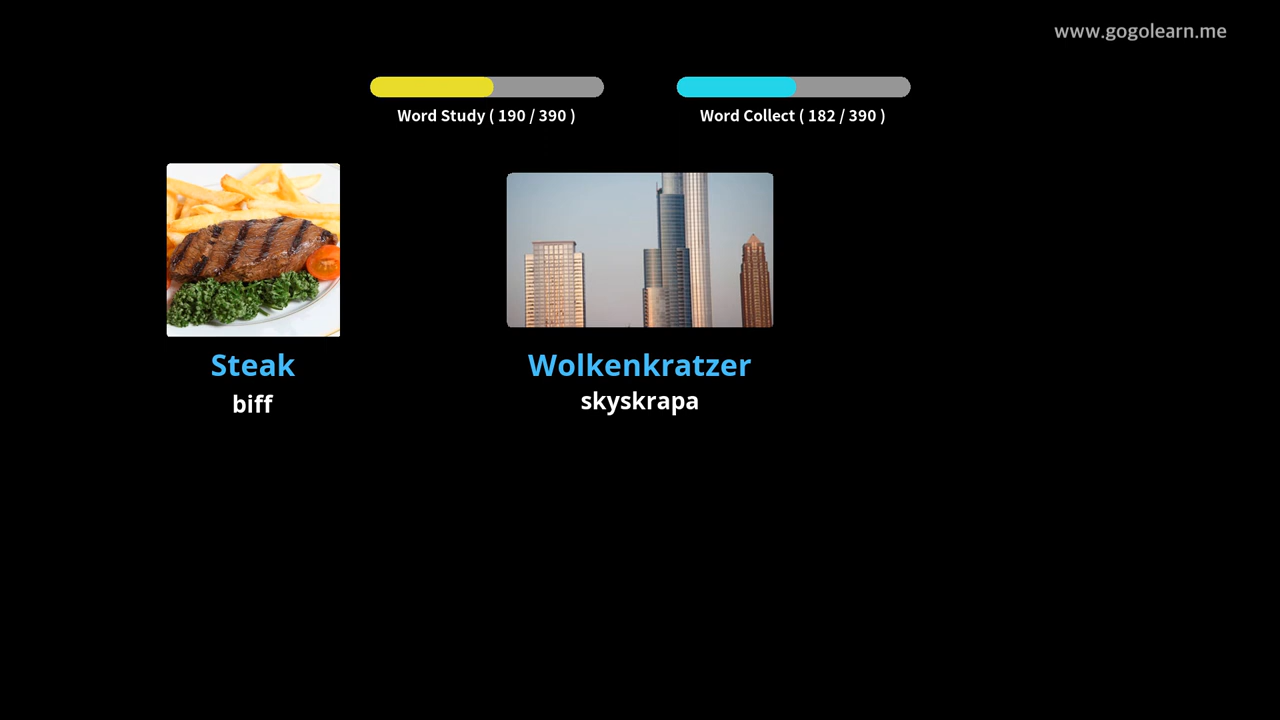 www.gogolearn.me
Word Study ( 190 / 390 )
Word Collect ( 182 / 390 )
Steak
biff
Wolkenkratzer
skyskrapa